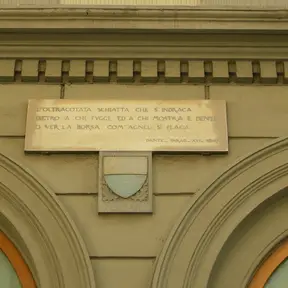 L'OLTRACOTATA SCHIATTA CHE S'INDRACA
DIETRO A CHI FUGGE, ED A CHI MOSTRA IL DENTE
O VER LA BORSA, COM'AGNEL SI PLACA